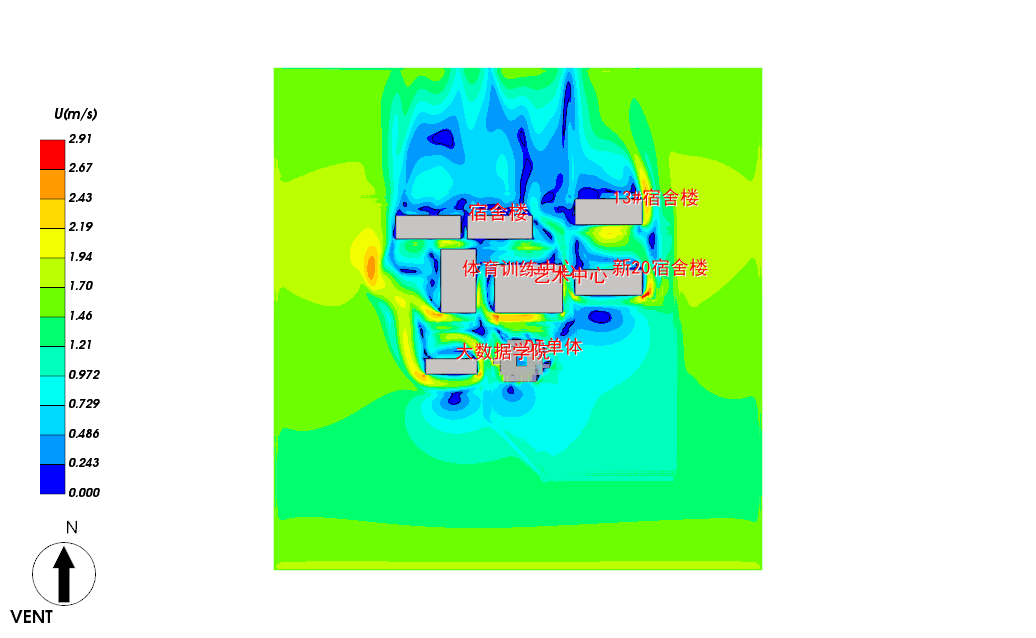 U(m/s)
2.91
2.67
2.43
2.19
1.94
1.70
1.46
1.21
0.972
0.729
0.486
0.243
0.000
N
VENT
13#宿舍楼
宿舍楼
体育训练中心
艺术中心
新20宿舍楼
大数据学院
单体